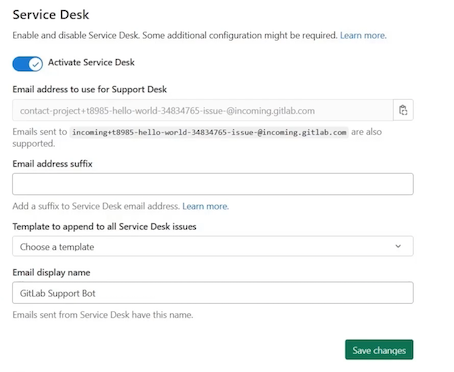 Service Desk
Enable and disable Service Desk. Some additional configuration might be required. Learn more.
Activate Service Desk
Email address to use for Support Desk
contact-project+t8985-hello-world-34834765-issue-@incoming.gitlab.com
Emails sent to incoming+t8985-hello-world-34834765-issue-@incoming.gitlab.com are also
supported.
Email address suffix
Add a suffix to Service Desk email address. Learn more.
Template to append to all Service Desk issues
Choose a template
Email display name
GitLab Support Bot
Emails sent from Service Desk have this name.
Save changes